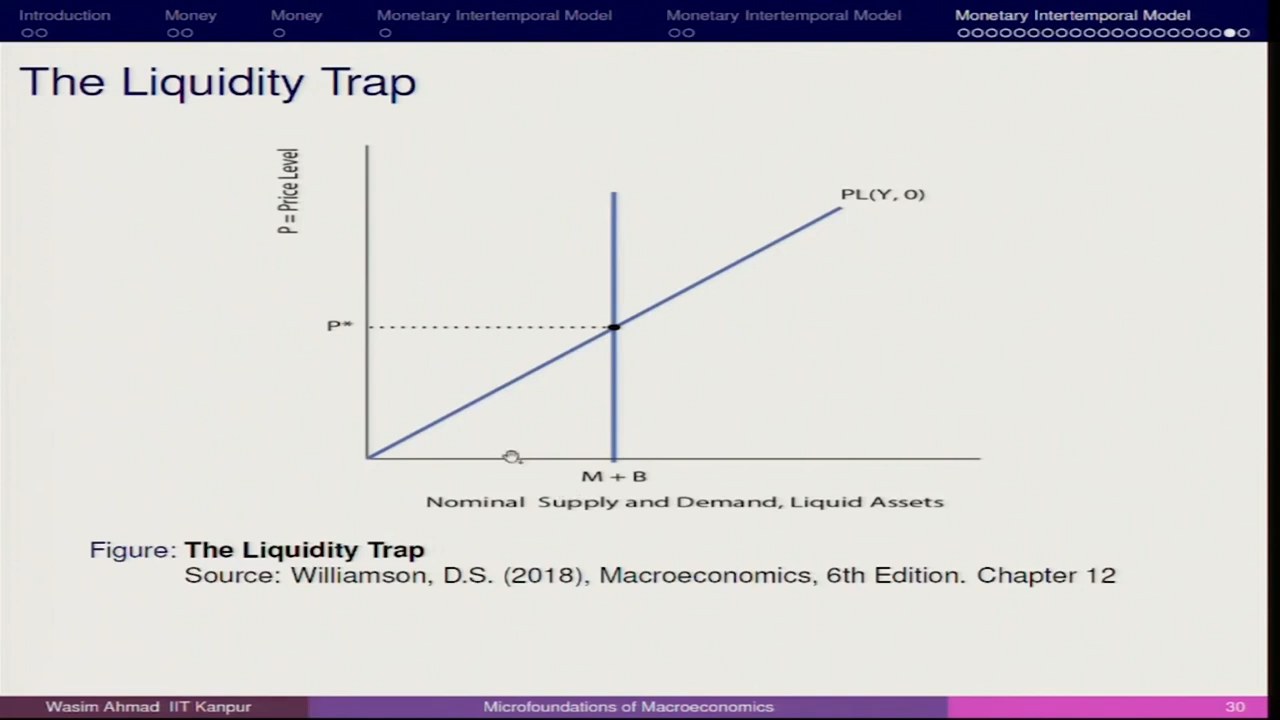 Introduction Money Money Monetary Intertemporal Model Monetary Intertemporal Model Monetary Intertemporal Model
The Liquidity Trap
P = Price Level
PL(Y, 0)
P*
M + B
Nominal Supply and Demand, Liquid Assets
Figure: The Liquidity Trap
Source: Williamson, D.S. (2018), Macroeconomics, 6th Edition. Chapter 12
Wasim Ahmad IIT Kanpur Microfoundations of Macroeconomics 30